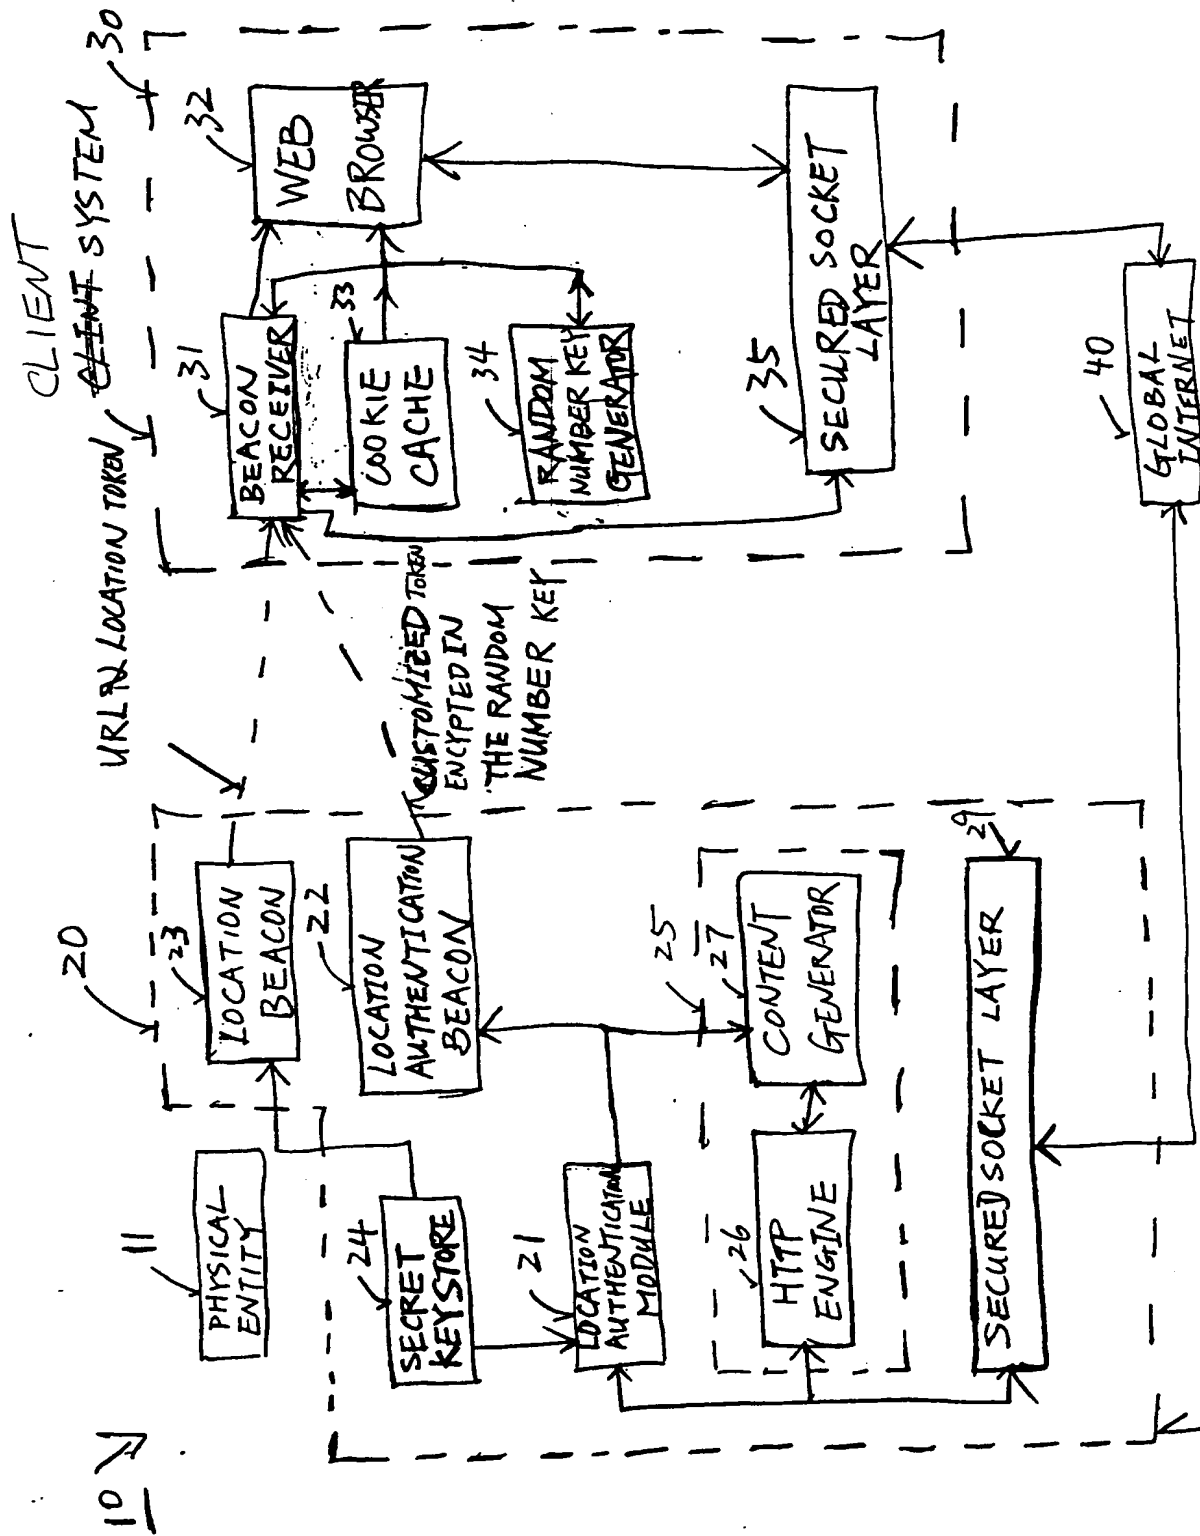 10
11
PHYSICAL
ENTITY
20
23
LOCATION
BEACON
URL & LOCATION TOKEN
CLIENT
CLINT SYSTEM
30
31
BEACON
RECEIVER
32
WEB
BROWSER
24
SECRET
KEYSTORE
22
LOCATION
AUTHENTICATION
BEACON
CUSTOMIZED TOKEN
ENCYPTED IN
THE RANDOM
NUMBER KEY
33
COOKIE
CACHE
34
RANDOM
NUMBER KEY
GENERATOR
21
LOCATION
AUTHENTICATION
MODULE
25
26
HTTP
ENGINE
27
CONTENT
GENERATOR
35
SECURED SOCKET
LAYER
29
SECURED SOCKET LAYER
40
GLOBAL
INTERNET